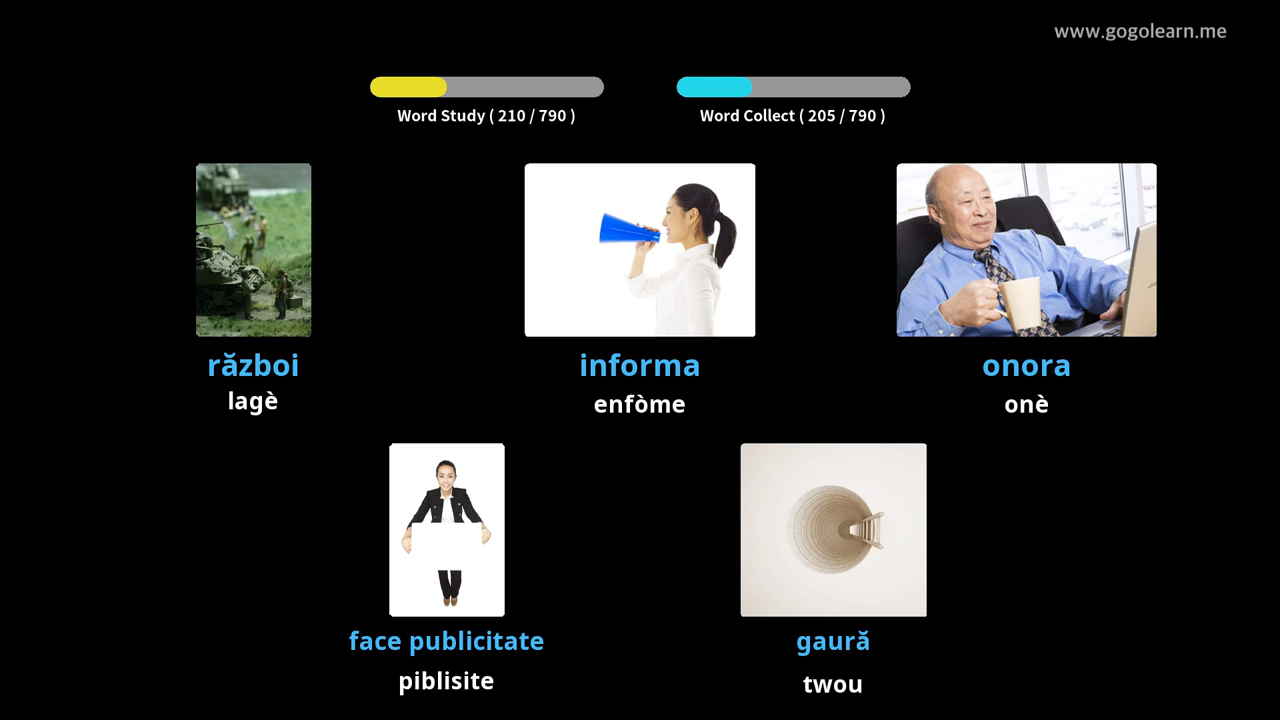 www.gogolearn.me
Word Study ( 210 / 790 )
Word Collect ( 205 / 790 )
război
lagè
informa
enfòme
onora
onè
face publicitate
piblisite
gaură
twou